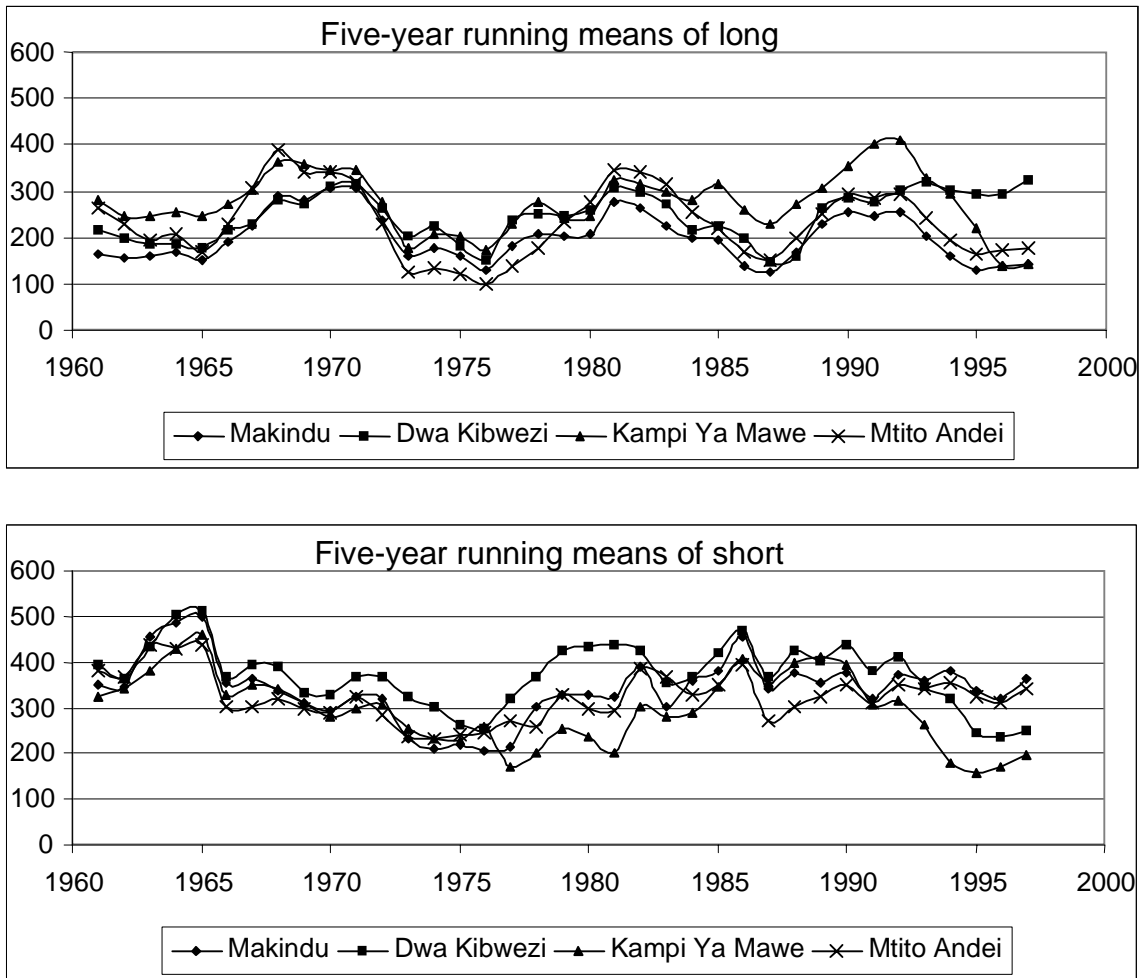 Five-year running means of long
600
500
400
300
200
100
0
1960 1965 1970 1975 1980 1985 1990 1995 2000
Makindu Dwa Kibwezi Kampi Ya Mawe Mtito Andei
Five-year running means of short
600
500
400
300
200
100
0
1960 1965 1970 1975 1980 1985 1990 1995 2000
Makindu Dwa Kibwezi Kampi Ya Mawe Mtito Andei